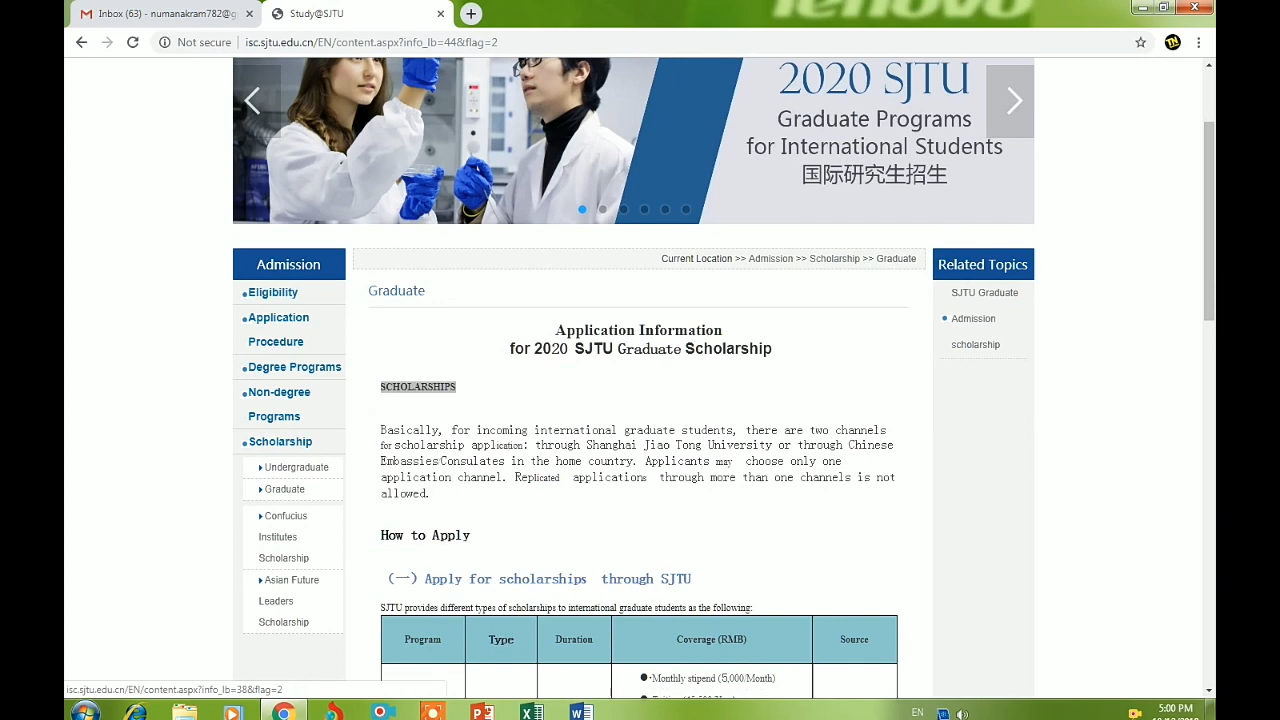 lenovo
Inbox (63) - numanakram782@g
Study@SJTU
Not secure
isc.sjtu.edu.cn/EN/content.aspx?info_lb=44&flag=2
2020 SJTU
Graduate Programs
for International Students
国际研究生招生
Admission
Eligibility
Application
Procedure
Degree Programs
Non-degree
Programs
Scholarship
Undergraduate
Graduate
Confucius
Institutes
Scholarship
Asian Future
Leaders
Scholarship
Current Location >> Admission >> Scholarship >> Graduate
Graduate
Application Information
for 2020 SJTU Graduate Scholarship
SCHOLARSHIPS
Basically, for incoming international graduate students, there are two channels
for scholarship application: through Shanghai Jiao Tong University or through Chinese
Embassies/Consulates in the home country. Applicants may choose only one
application channel. Replicated applications through more than one channels is not
allowed.
How to Apply
（一）Apply for scholarships through SJTU
SJTU provides different types of scholarships to international graduate students as the following:
Program Type Duration Coverage (RMB) Source
●·Monthly stipend (5,000/Month)
Related Topics
SJTU Graduate
Admission
scholarship
isc.sjtu.edu.cn/EN/content.aspx?info_lb=38&flag=2
EN
5:00 PM